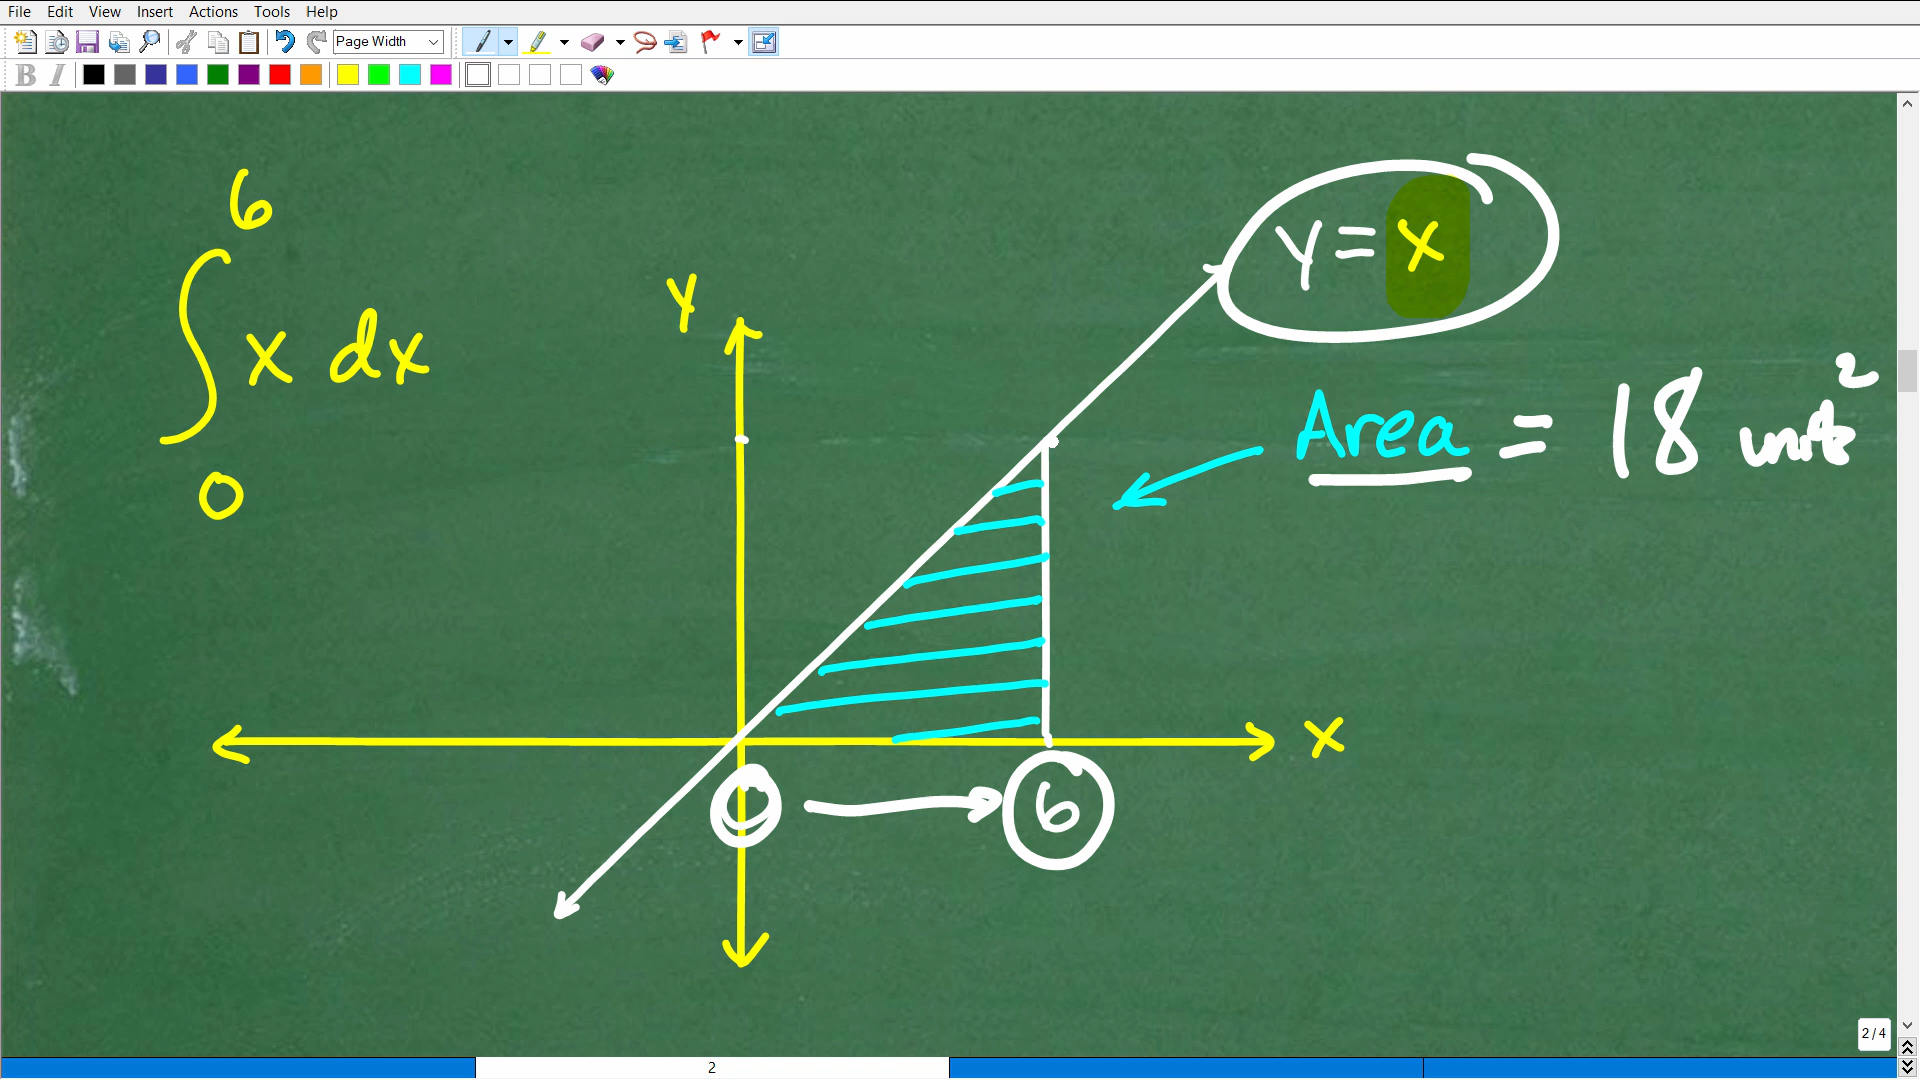 File Edit View Insert Actions Tools Help
Page Width
B I
6
∫ x dx
0
y
y = x
Area = 18 units²
x
0
6
2 / 4
2